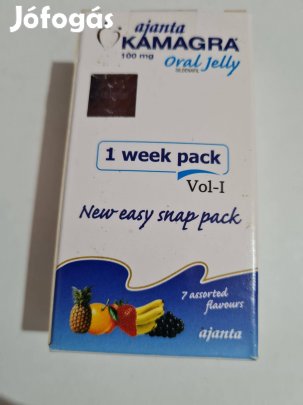 Jófogás
ajanta
KAMAGRA
100 mg
Oral Jelly
SILDENAFIL
1 week pack
Vol-I
New easy snap pack
7 assorted
flavours
ajanta